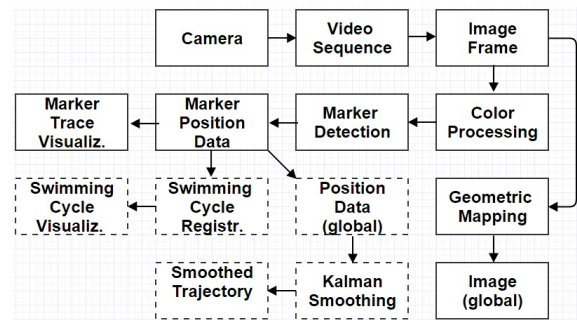 Camera
Video
Sequence
Image
Frame
Marker
Trace
Visualiz.
Marker
Position
Data
Marker
Detection
Color
Processing
Swimming
Cycle
Visualiz.
Swimming
Cycle
Registr.
Position
Data
(global)
Geometric
Mapping
Smoothed
Trajectory
Kalman
Smoothing
Image
(global)